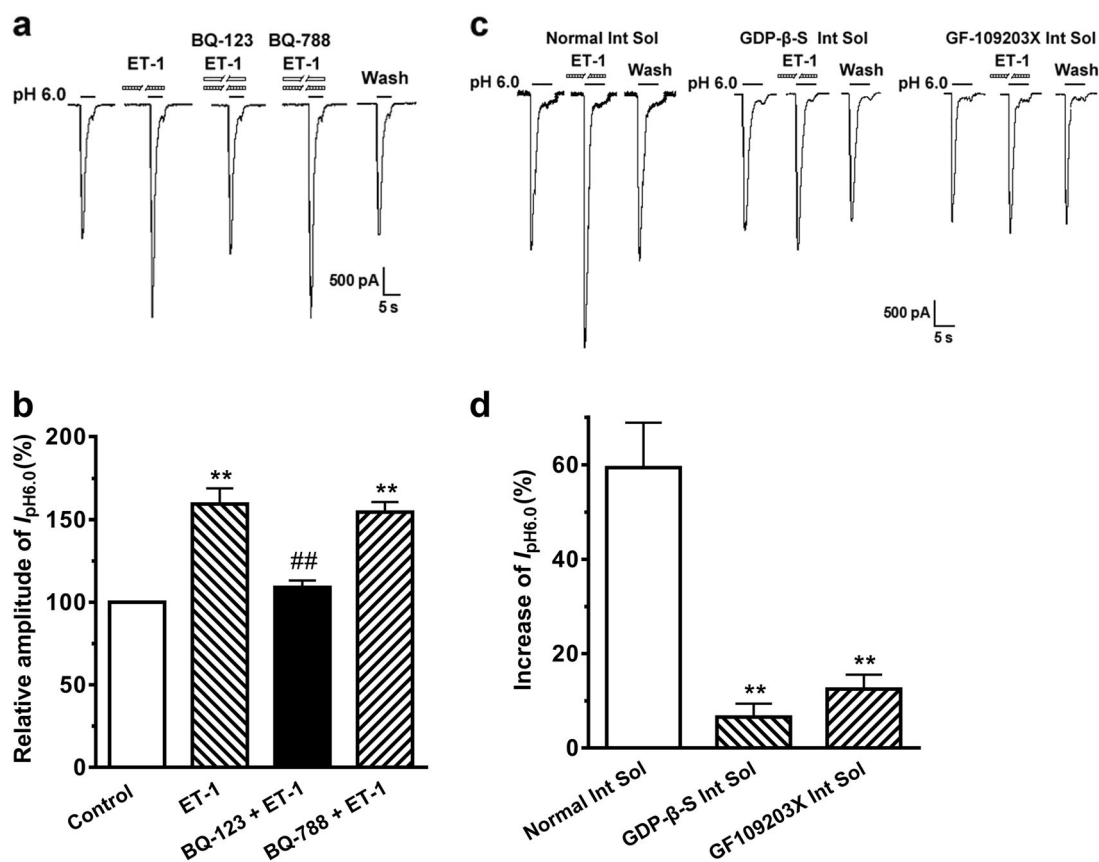 a
BQ-123 BQ-788
ET-1 ET-1 ET-1
Wash
pH 6.0
500 pA
5 s
c
Normal Int Sol GDP-β-S Int Sol GF-109203X Int Sol
ET-1 Wash ET-1 Wash ET-1 Wash
pH 6.0 pH 6.0 pH 6.0
500 pA
5 s
b
Relative amplitude of IpH6.0(%)
200
150
100
50
0
**
##
**
Control
ET-1
BQ-123 + ET-1
BQ-788 + ET-1
d
Increase of IpH6.0(%)
60
40
20
0
**
**
Normal Int Sol
GDP-β-S Int Sol
GF109203X Int Sol